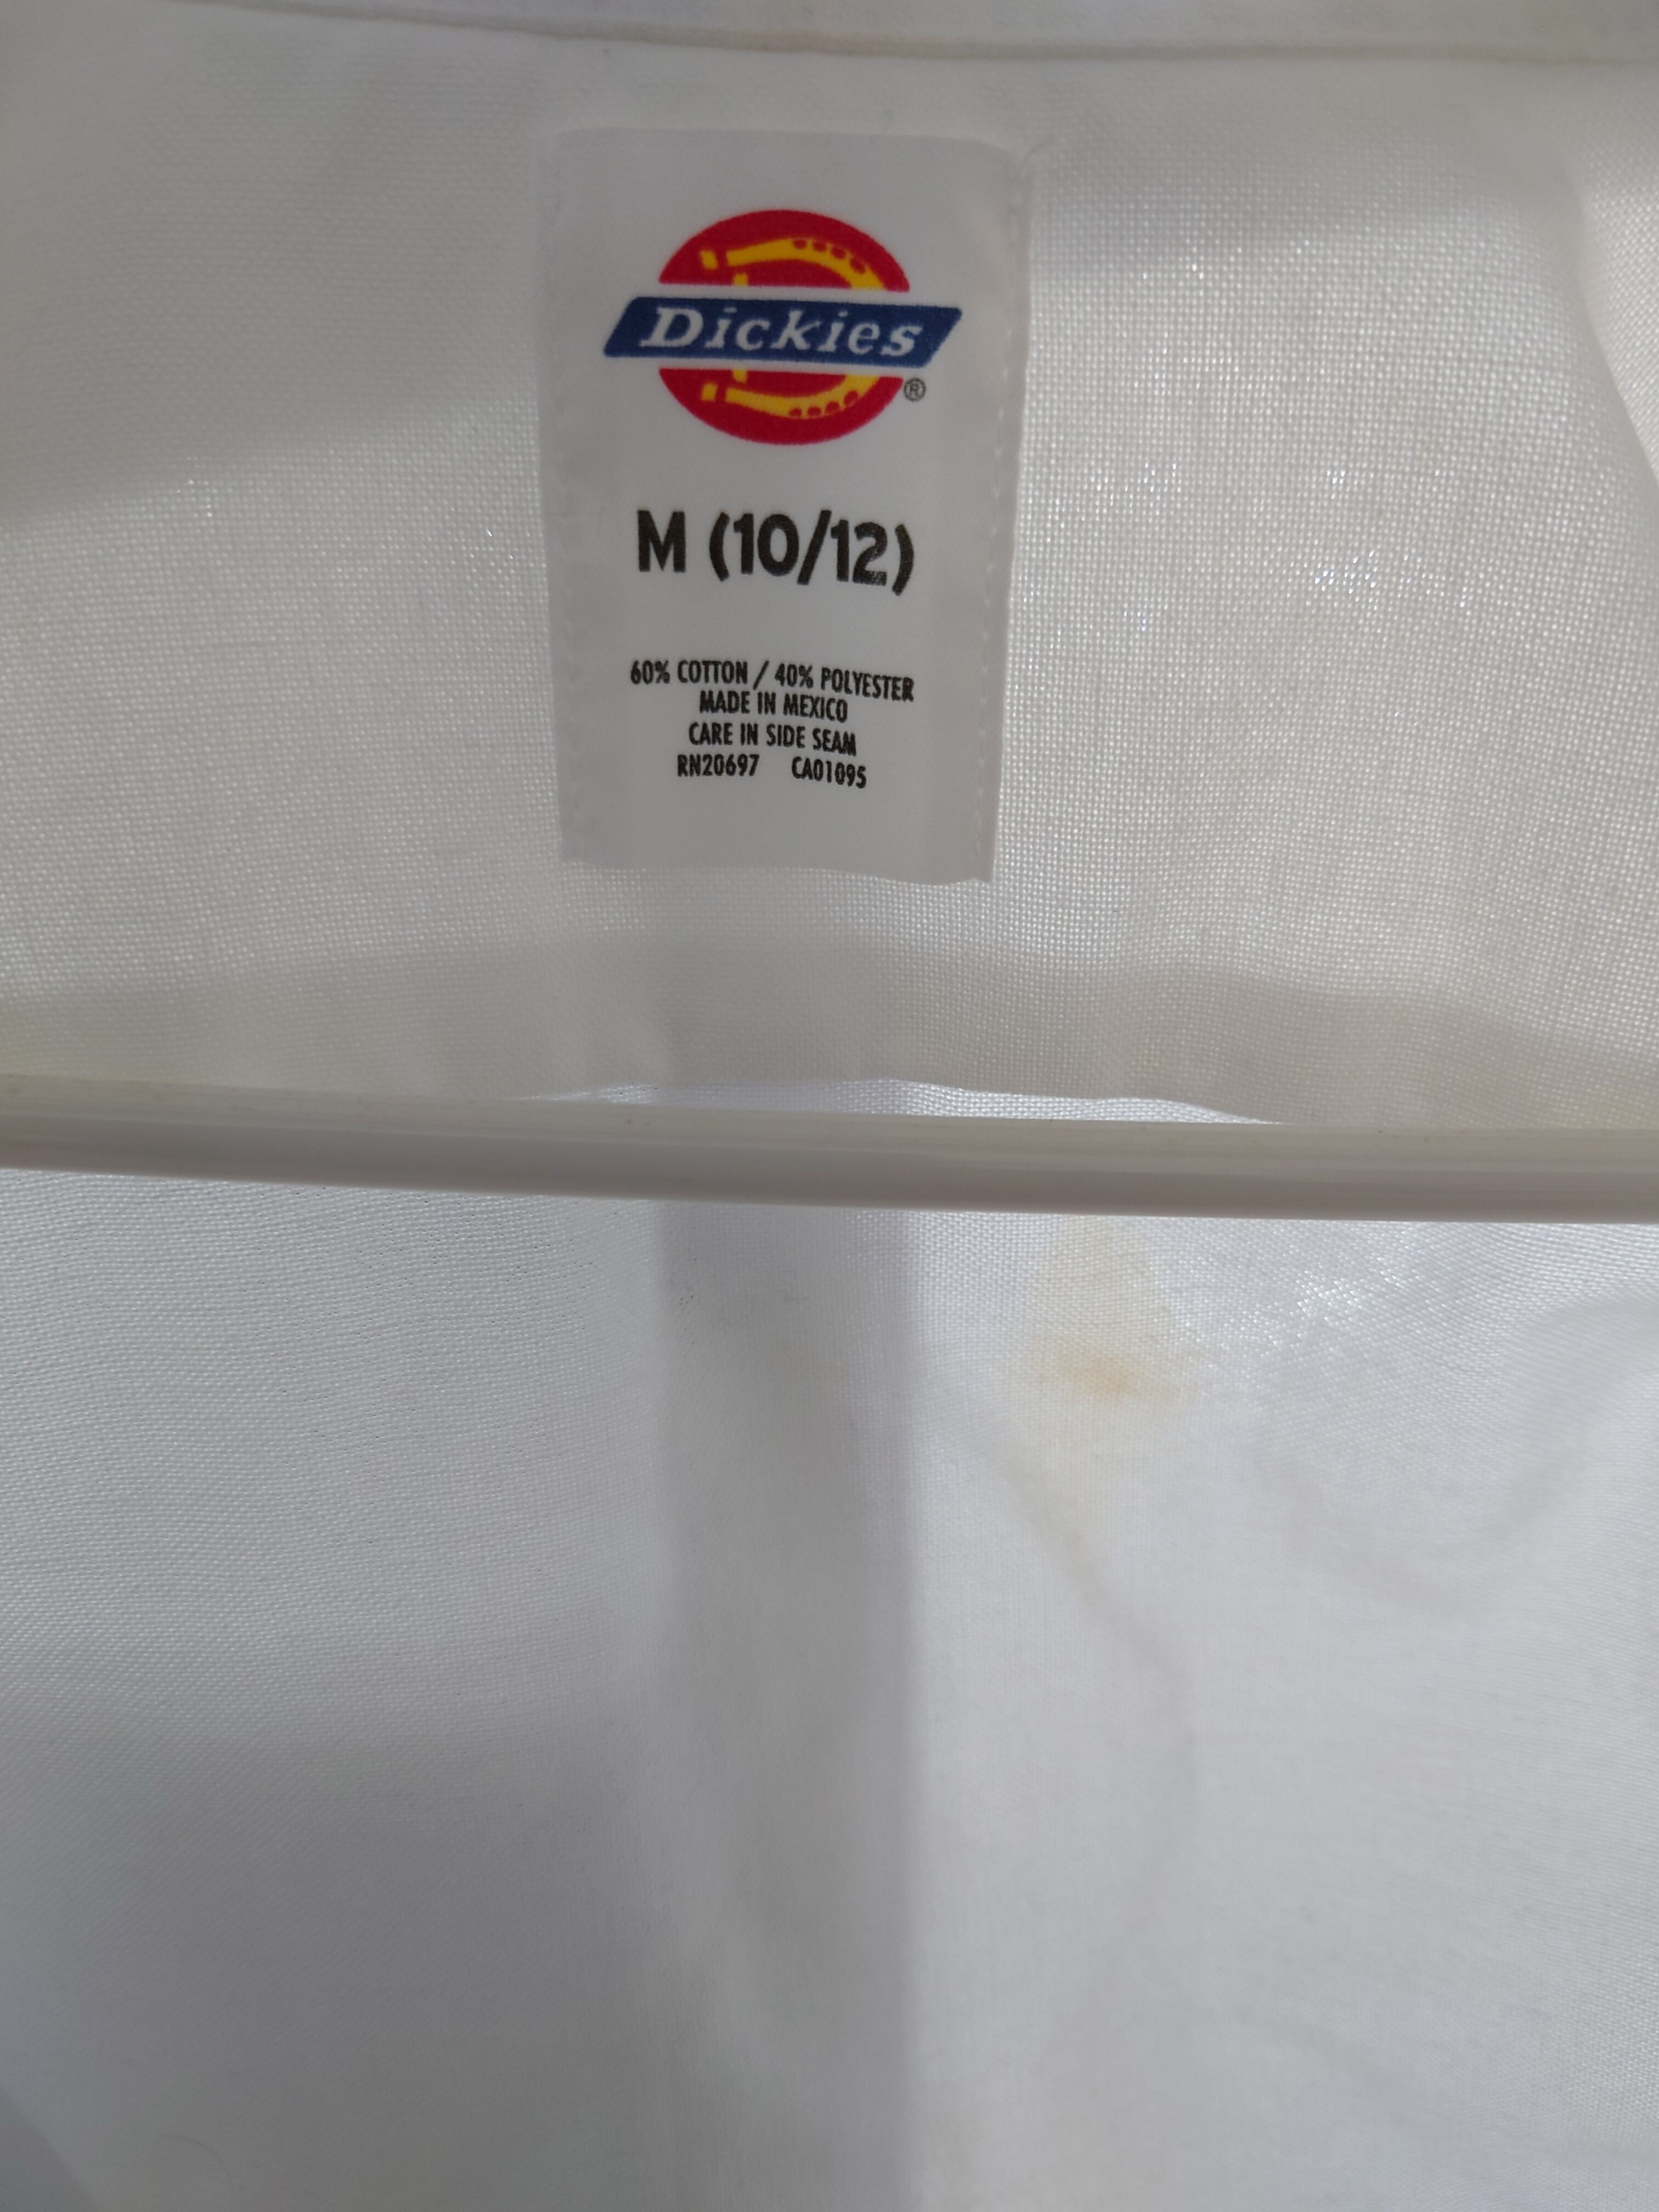 Dickies
®
M (10/12)
60% COTTON / 40% POLYESTER
MADE IN MEXICO
CARE IN SIDE SEAM
RN20697 CA01095